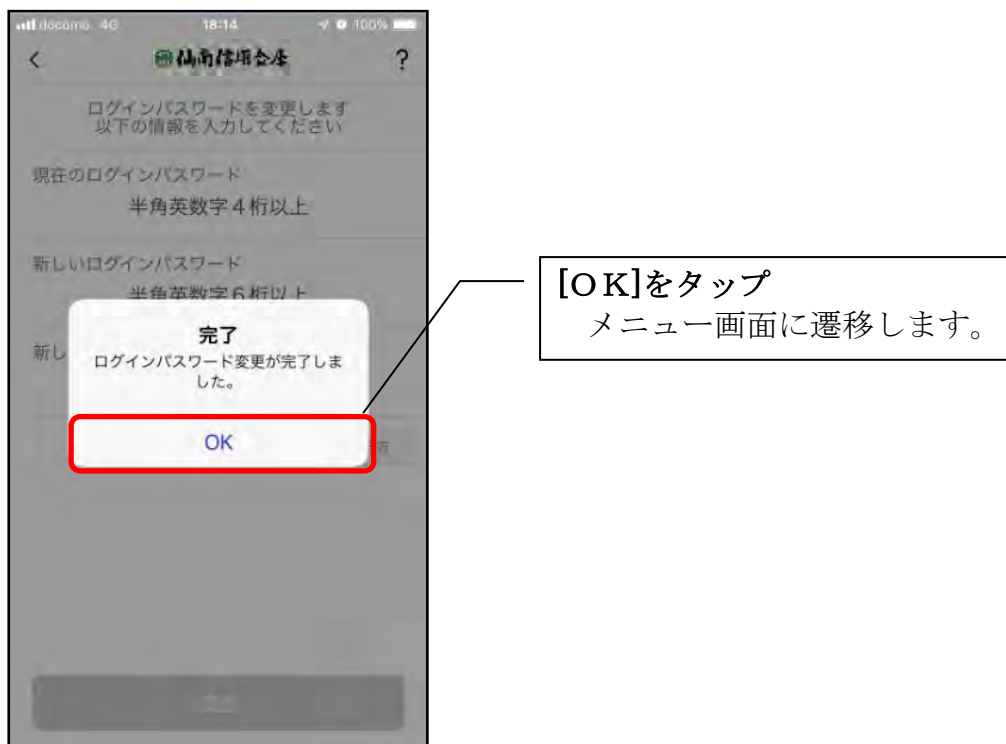 docomo 4G 18:14 100%
< 仙南信用金庫 ?
ログインパスワードを変更します
以下の情報を入力してください
現在のログインパスワード
半角英数字4桁以上
新しいログインパスワード
半角英数字6桁以上
新し
完了
ログインパスワード変更が完了しま
した。
OK
[OK]をタップ
メニュー画面に遷移します。